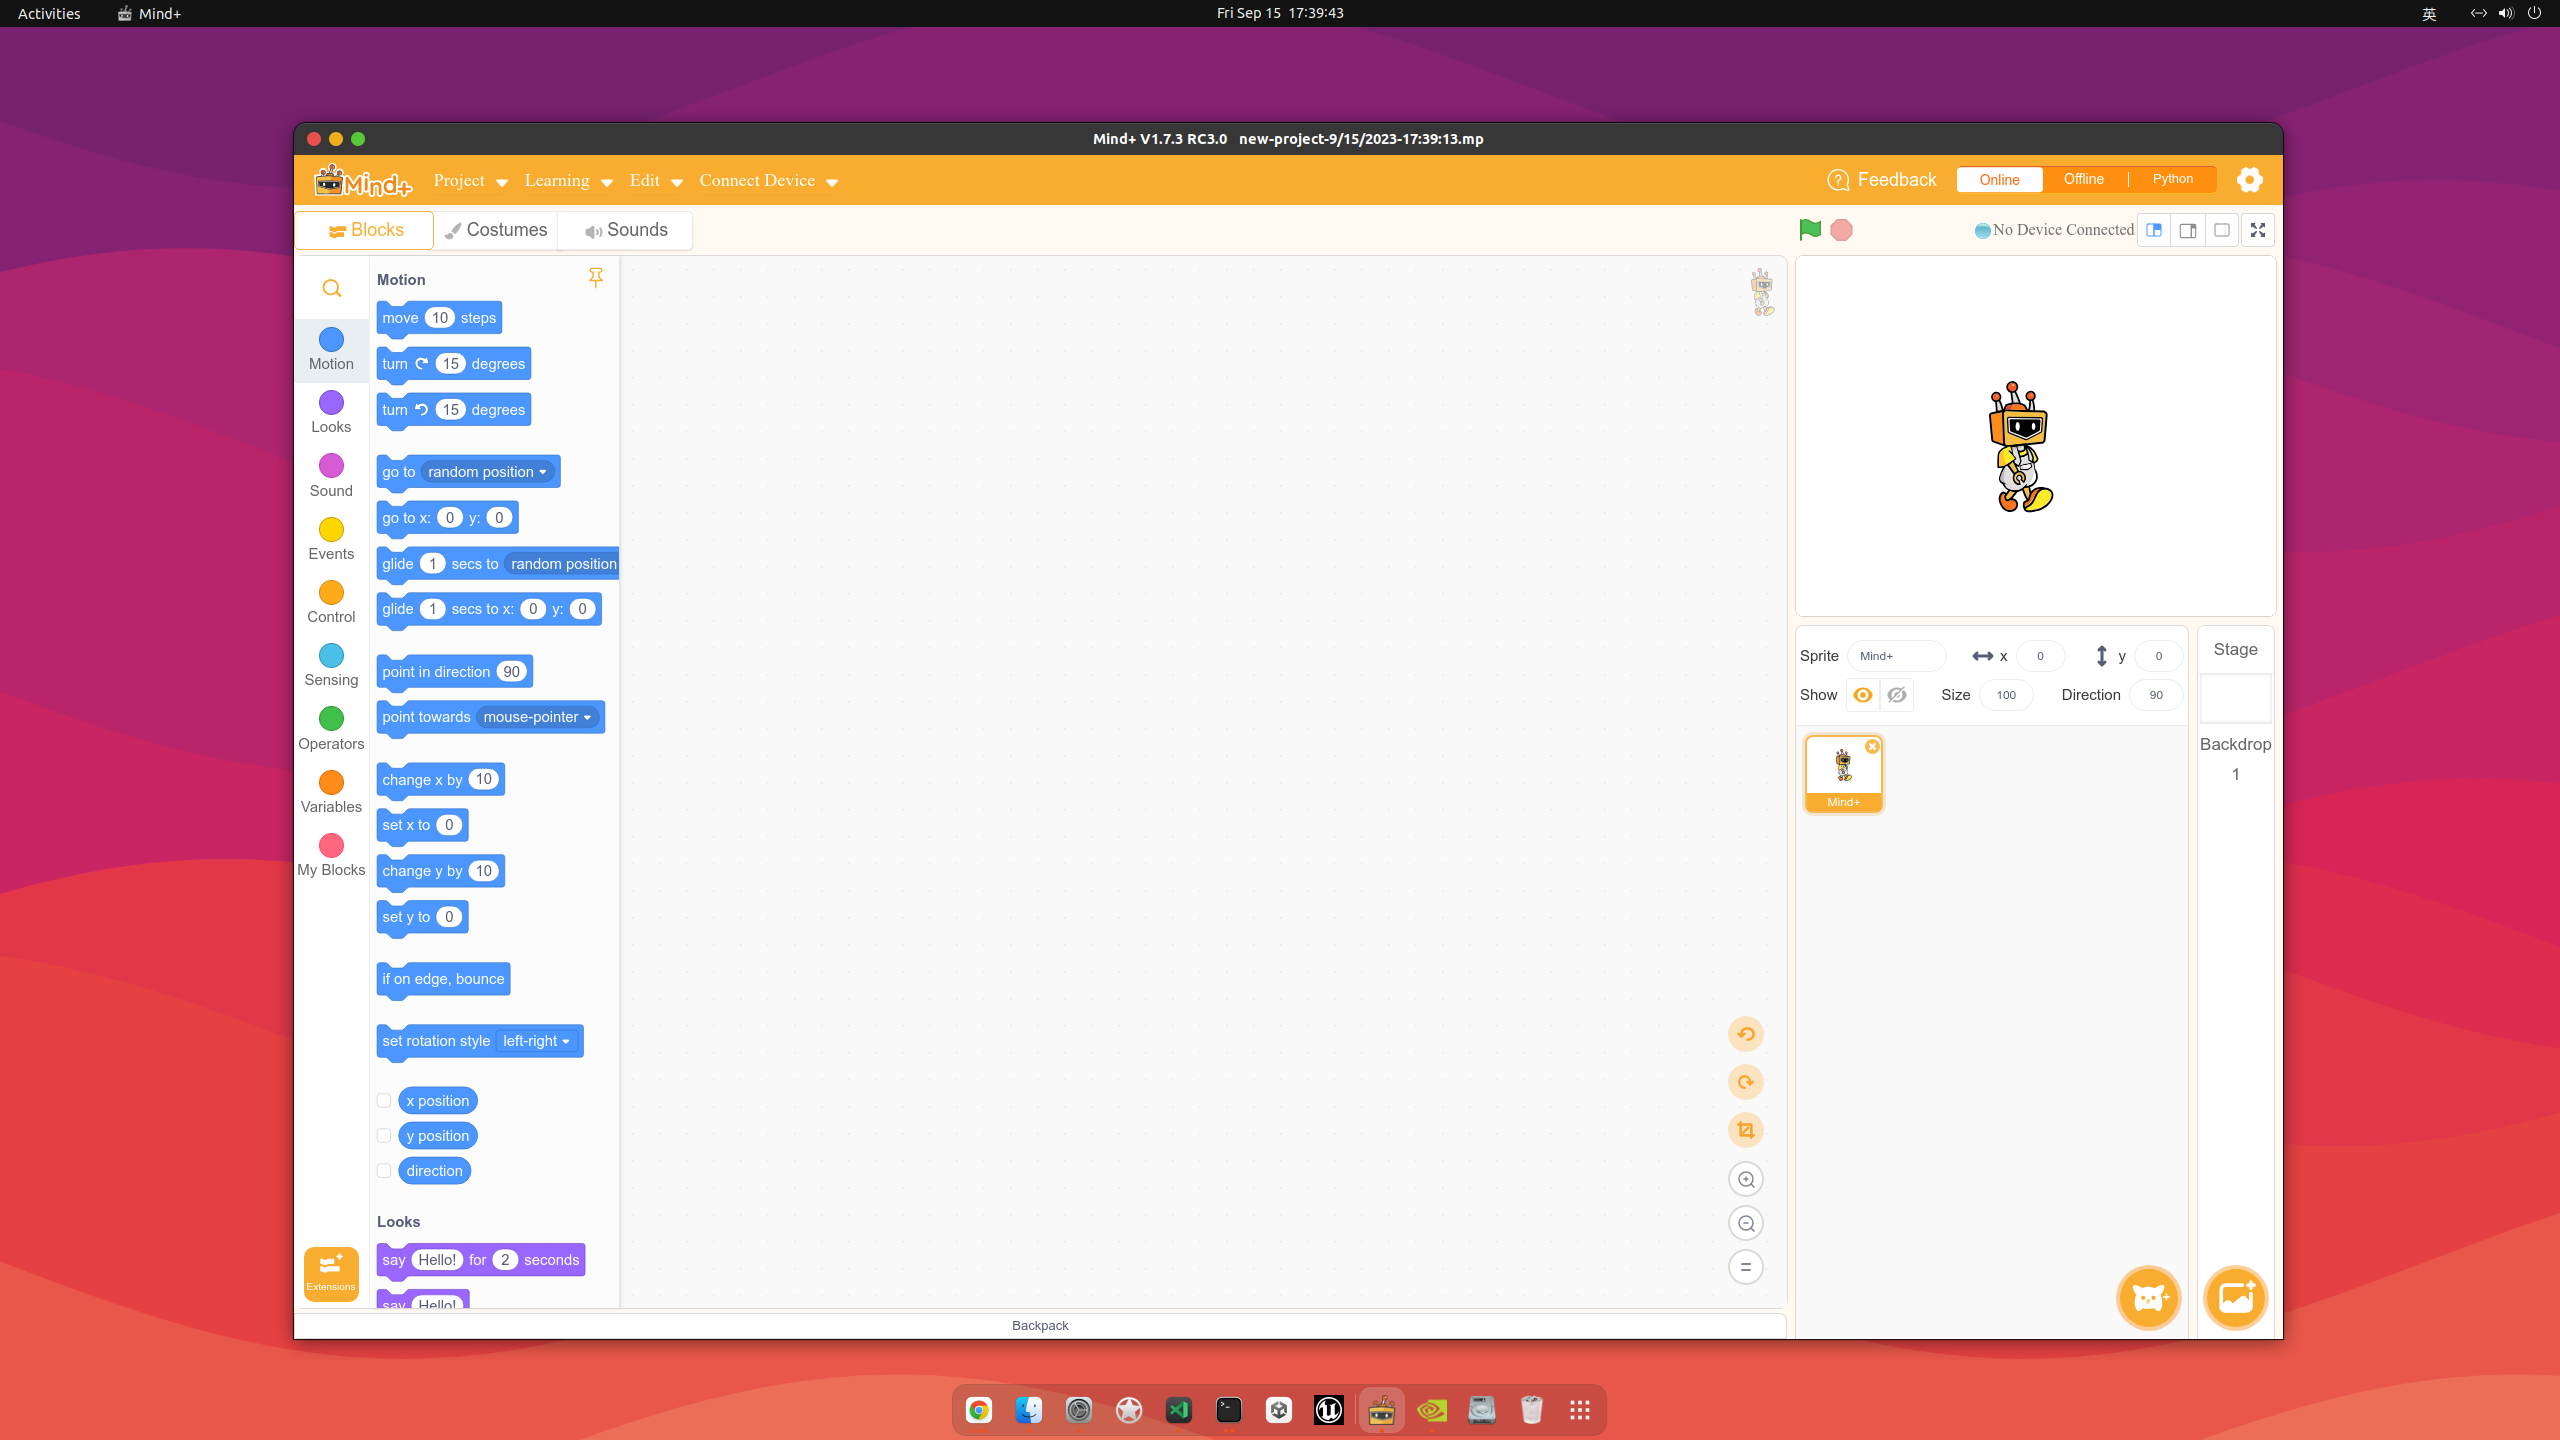 Activities
Mind+
Fri Sep 15 17:39:43
英
Mind+ V1.7.3 RC3.0 new-project-9/15/2023-17:39:13.mp
Mind+
Project
Learning
Edit
Connect Device
Feedback
Online
Offline
Python
Blocks
Costumes
Sounds
No Device Connected
Motion
Looks
Sound
Events
Control
Sensing
Operators
Variables
My Blocks
Extensions
Motion
move 10 steps
turn 15 degrees
turn 15 degrees
go to random position
go to x: 0 y: 0
glide 1 secs to random position
glide 1 secs to x: 0 y: 0
point in direction 90
point towards mouse-pointer
change x by 10
set x to 0
change y by 10
set y to 0
if on edge, bounce
set rotation style left-right
x position
y position
direction
Looks
say Hello! for 2 seconds
say Hello!
Backpack
Sprite Mind+ x 0 y 0
Show Size 100 Direction 90
Mind+
Stage
Backdrop
1